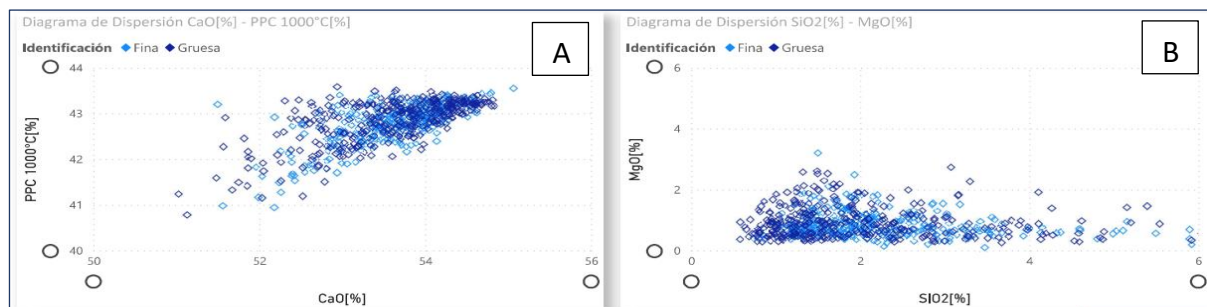 Diagrama de Dispersión CaO[%] - PPC 1000°C[%]
Identificación Fina Gruesa
A
44
43
42
41
40
PPC 1000°C[%]
50 52 54 56
CaO[%]
Diagrama de Dispersión SiO2[%] - MgO[%]
Identificación Fina Gruesa
B
6
4
2
0
MgO[%]
0 2 4 6
SIO2[%]